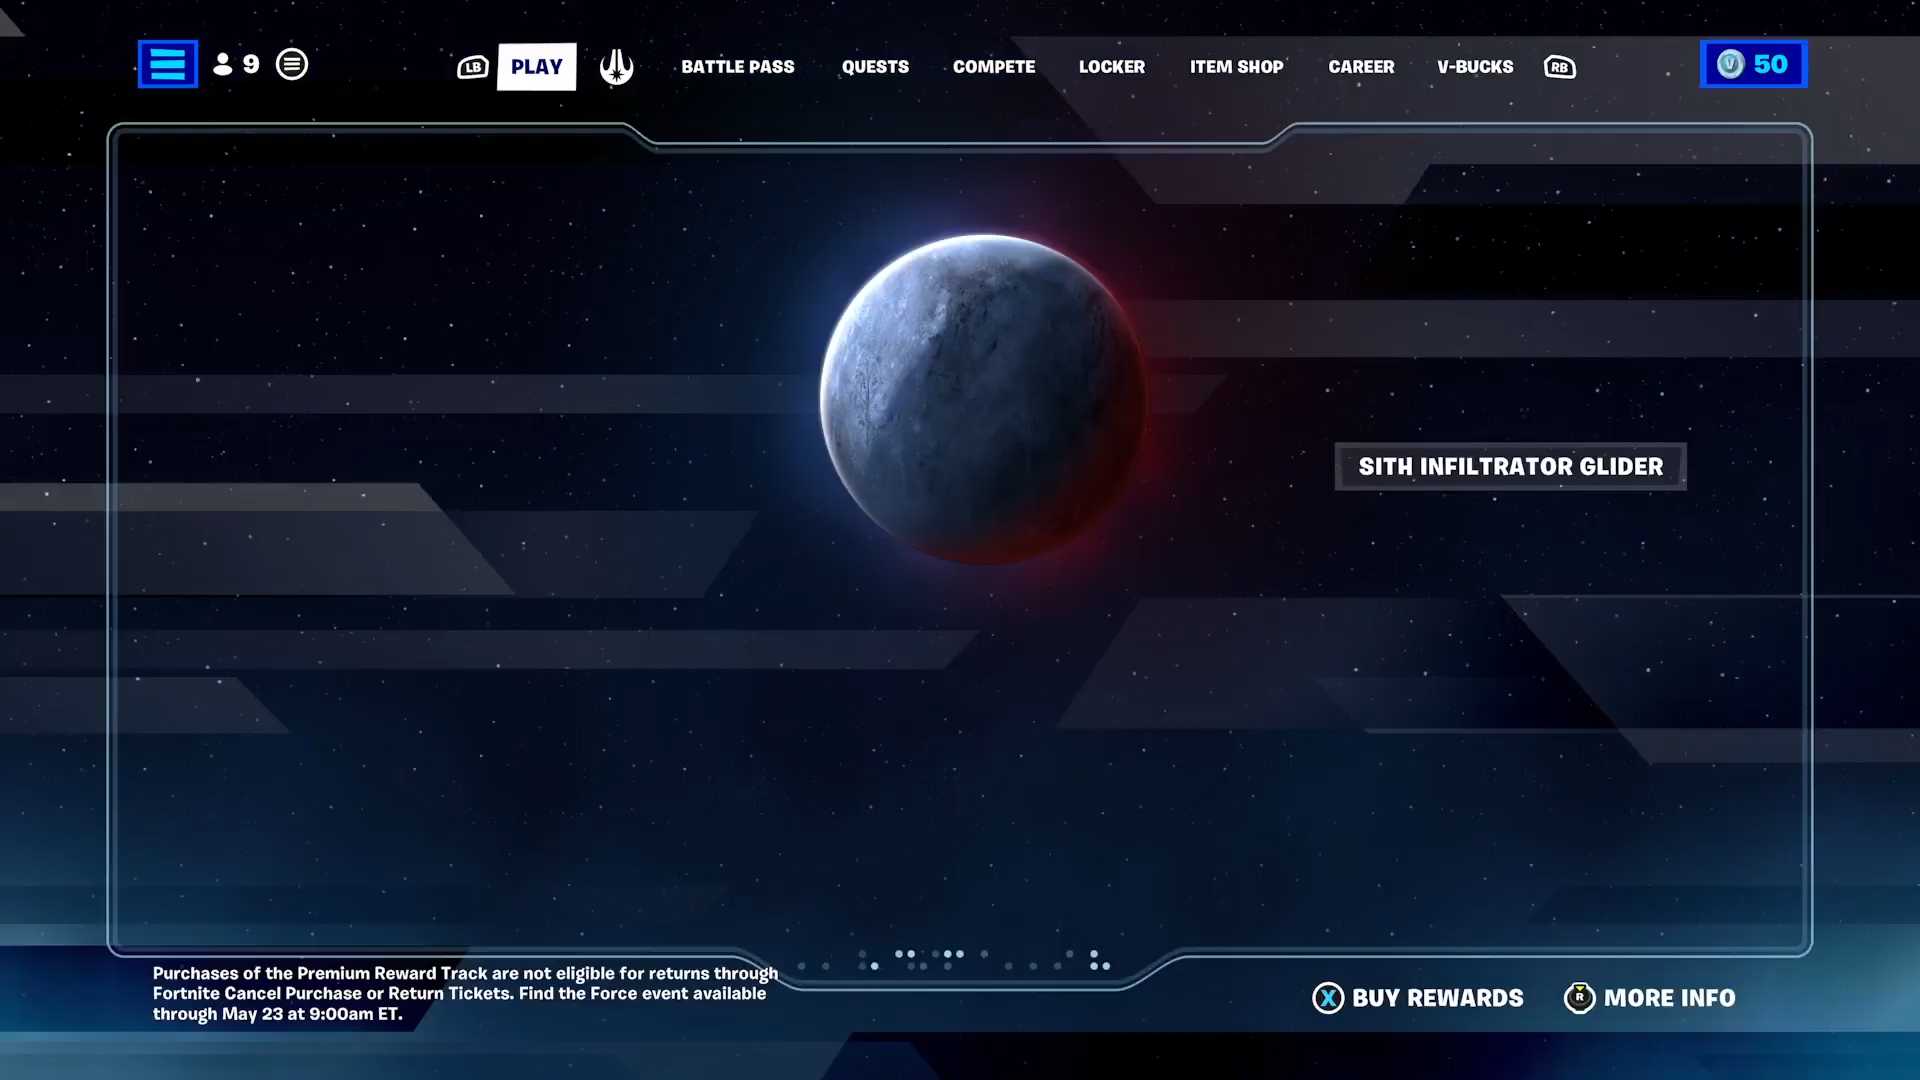 9
LB
PLAY
BATTLE PASS
QUESTS
COMPETE
LOCKER
ITEM SHOP
CAREER
V-BUCKS
RB
V
50
SITH INFILTRATOR GLIDER
Purchases of the Premium Reward Track are not eligible for returns through
Fortnite Cancel Purchase or Return Tickets. Find the Force event available
through May 23 at 9:00am ET.
X BUY REWARDS
R MORE INFO